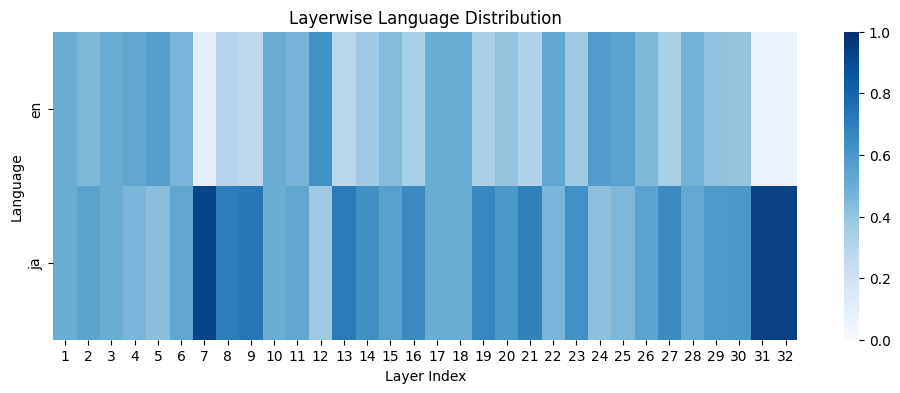 Layerwise Language Distribution
Language
en
ja
1 2 3 4 5 6 7 8 9 10 11 12 13 14 15 16 17 18 19 20 21 22 23 24 25 26 27 28 29 30 31 32
Layer Index
1.0
0.8
0.6
0.4
0.2
0.0